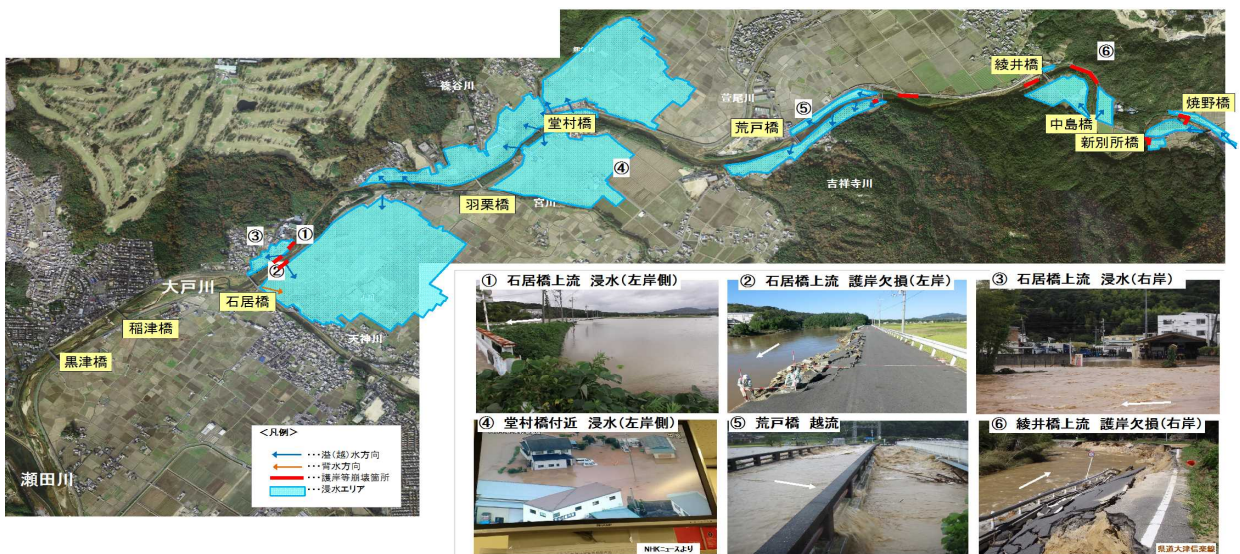 ⑥
綾井橋
篠谷川
菅尾川
⑤
焼野橋
堂村橋
荒戸橋
中島橋
新別所橋
④
吉祥寺川
羽栗橋
宮川
③
①
②
大戸川
石居橋
稲津橋
天神川
黒津橋
瀬田川
<凡例>
・・・溢(越)水方向
・・・背水方向
・・・護岸等崩壊箇所
・・・浸水エリア
① 石居橋上流 浸水(左岸側)
② 石居橋上流 護岸欠損(左岸)
③ 石居橋上流 浸水(右岸)
④ 堂村橋付近 浸水(左岸側)
⑤ 荒戸橋 越流
⑥ 綾井橋上流 護岸欠損(右岸)
NHKニュースより
県道大津信楽線